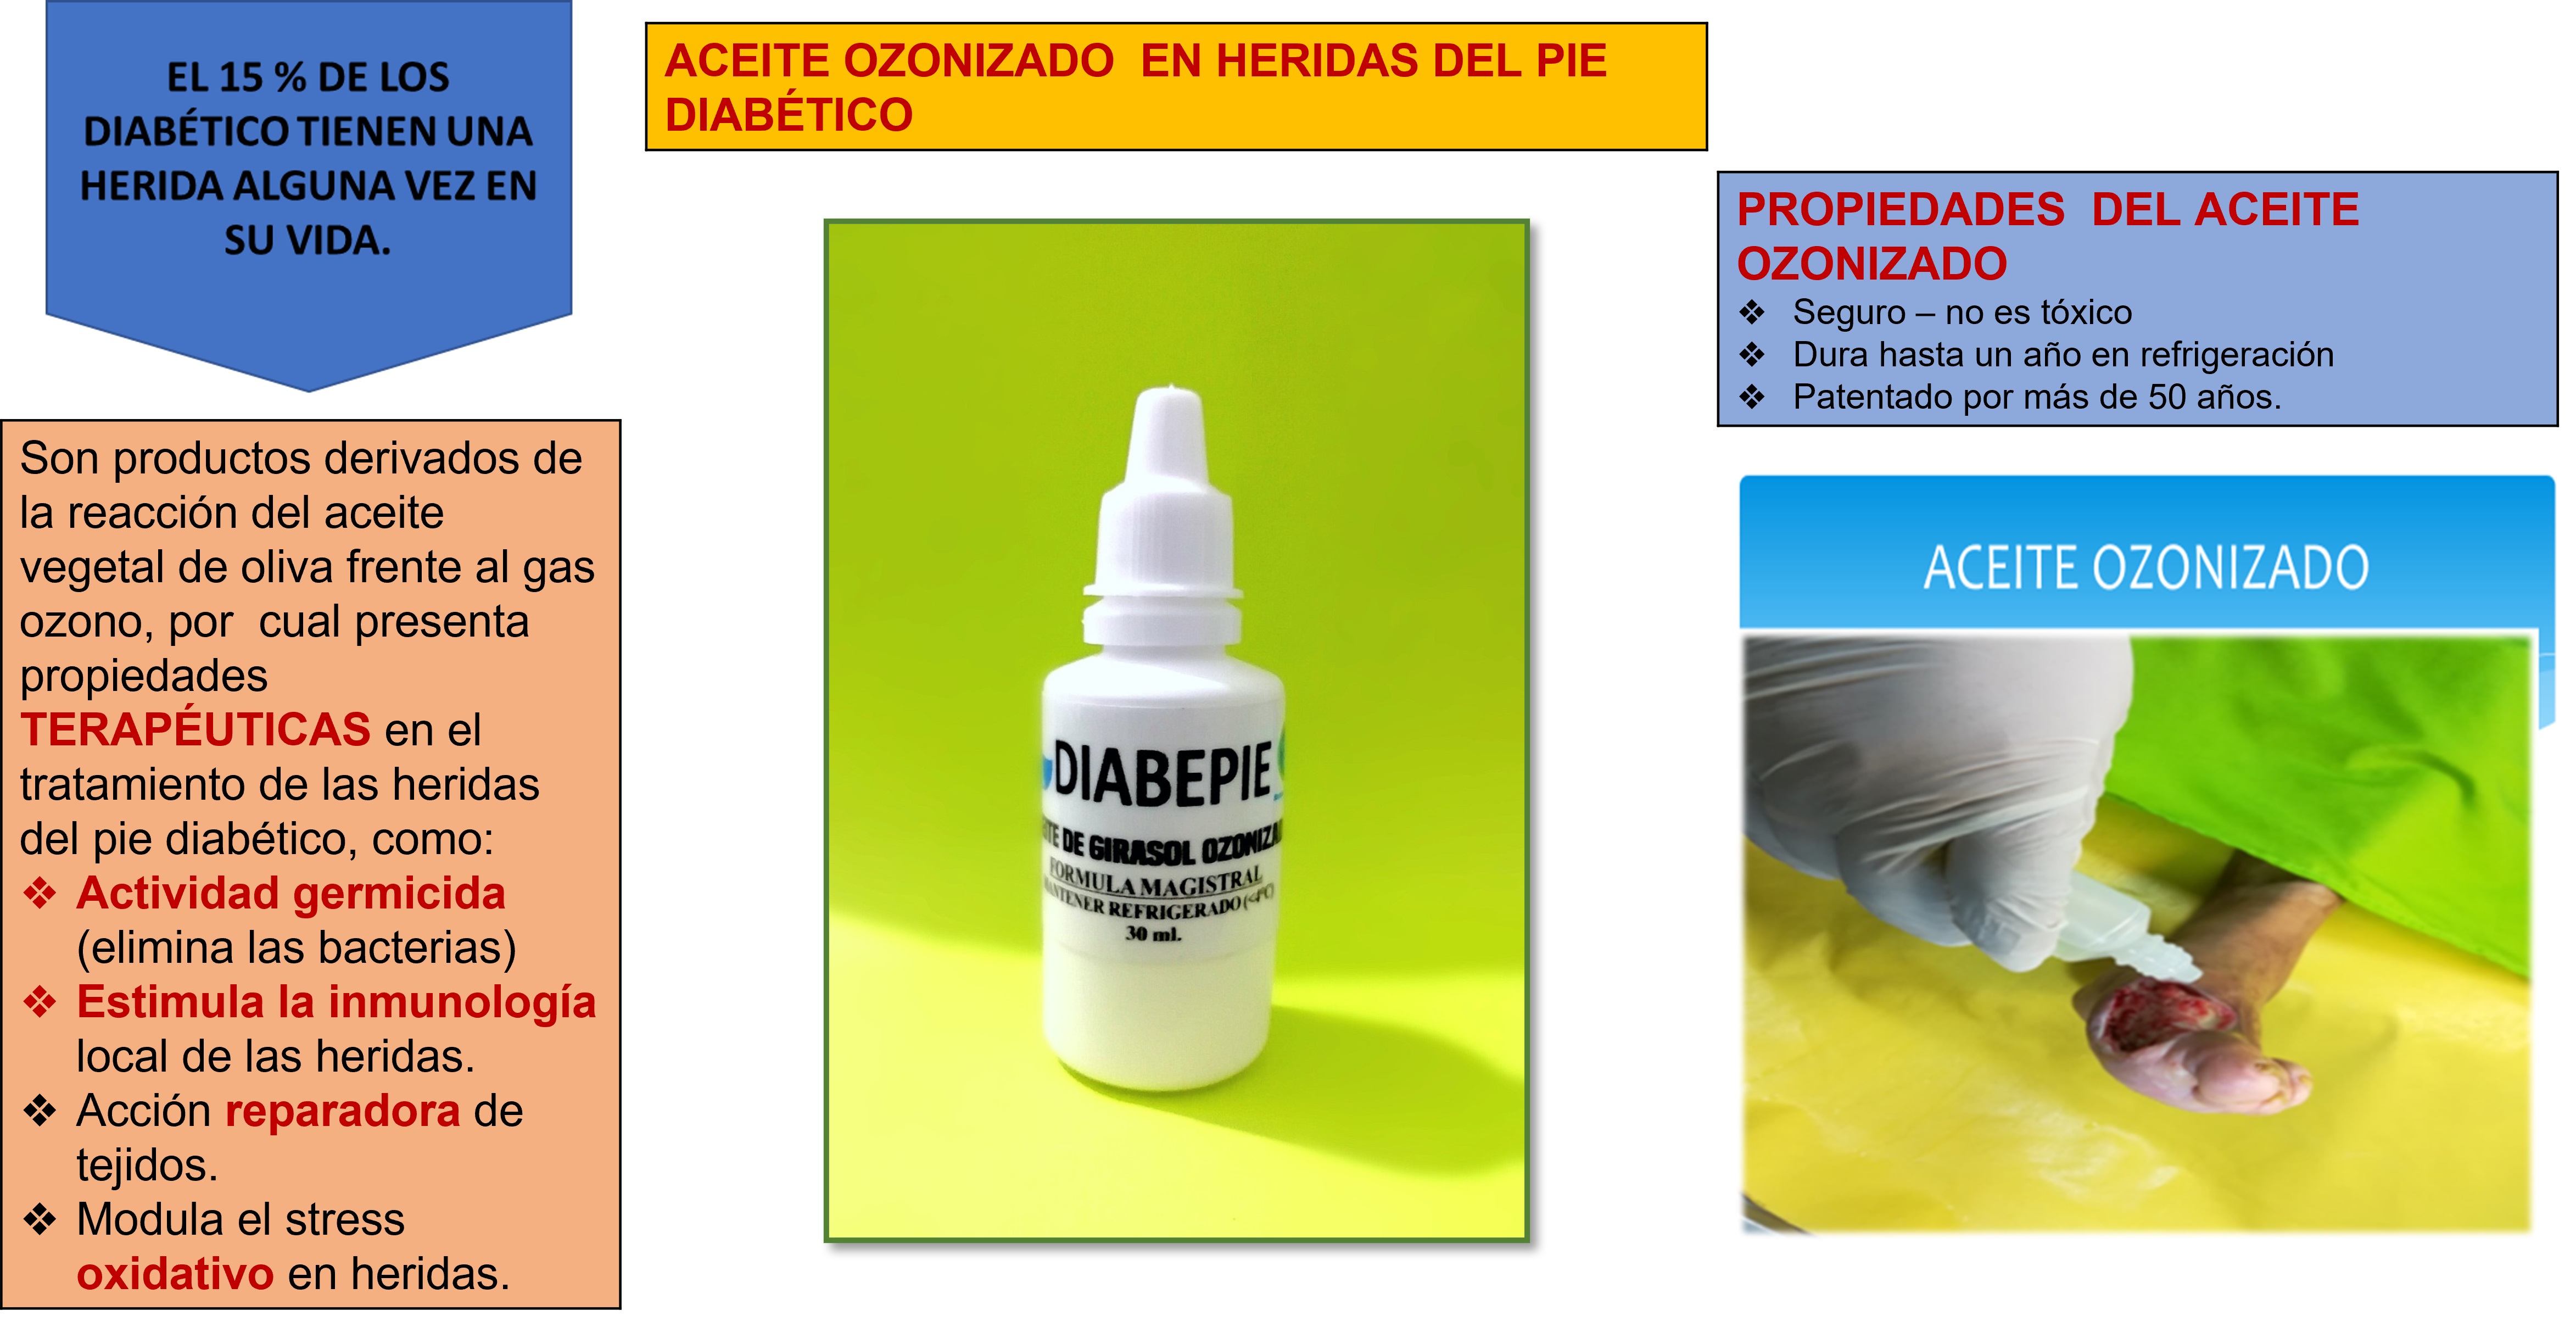 EL 15 % DE LOS
DIABÉTICO TIENEN UNA
HERIDA ALGUNA VEZ EN
SU VIDA.
ACEITE OZONIZADO  EN HERIDAS DEL PIE
DIABÉTICO
PROPIEDADES  DEL ACEITE
OZONIZADO
❖ Seguro – no es tóxico
❖ Dura hasta un año en refrigeración
❖ Patentado por más de 50 años.
Son productos derivados de
la reacción del aceite
vegetal de oliva frente al gas
ozono, por  cual presenta
propiedades
TERAPÉUTICAS en el
tratamiento de las heridas
del pie diabético, como:
❖ Actividad germicida
(elimina las bacterias)
❖ Estimula la inmunología
local de las heridas.
❖ Acción reparadora de
tejidos.
❖ Modula el stress
oxidativo en heridas.
DIABEPIE
DE GIRASOL
FORMULA MAGISTRAL
REFRIGERADO
30 ml.
ACEITE OZONIZADO